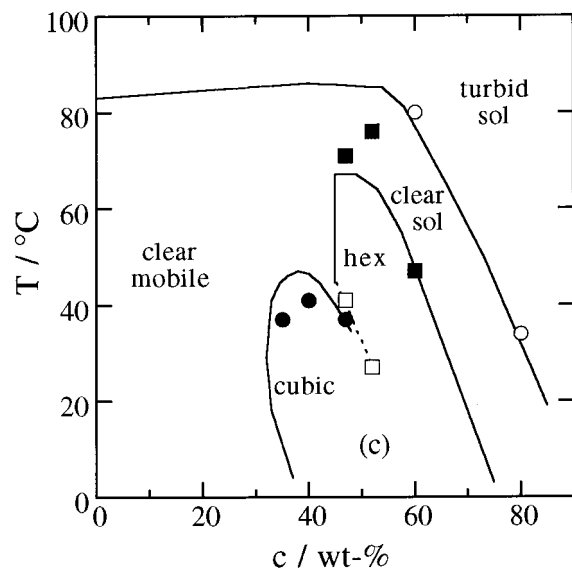 100
80
60
40
20
0
T / °C
turbid
sol
clear
sol
hex
clear
mobile
cubic
(c)
0
20
40
60
80
c / wt-%